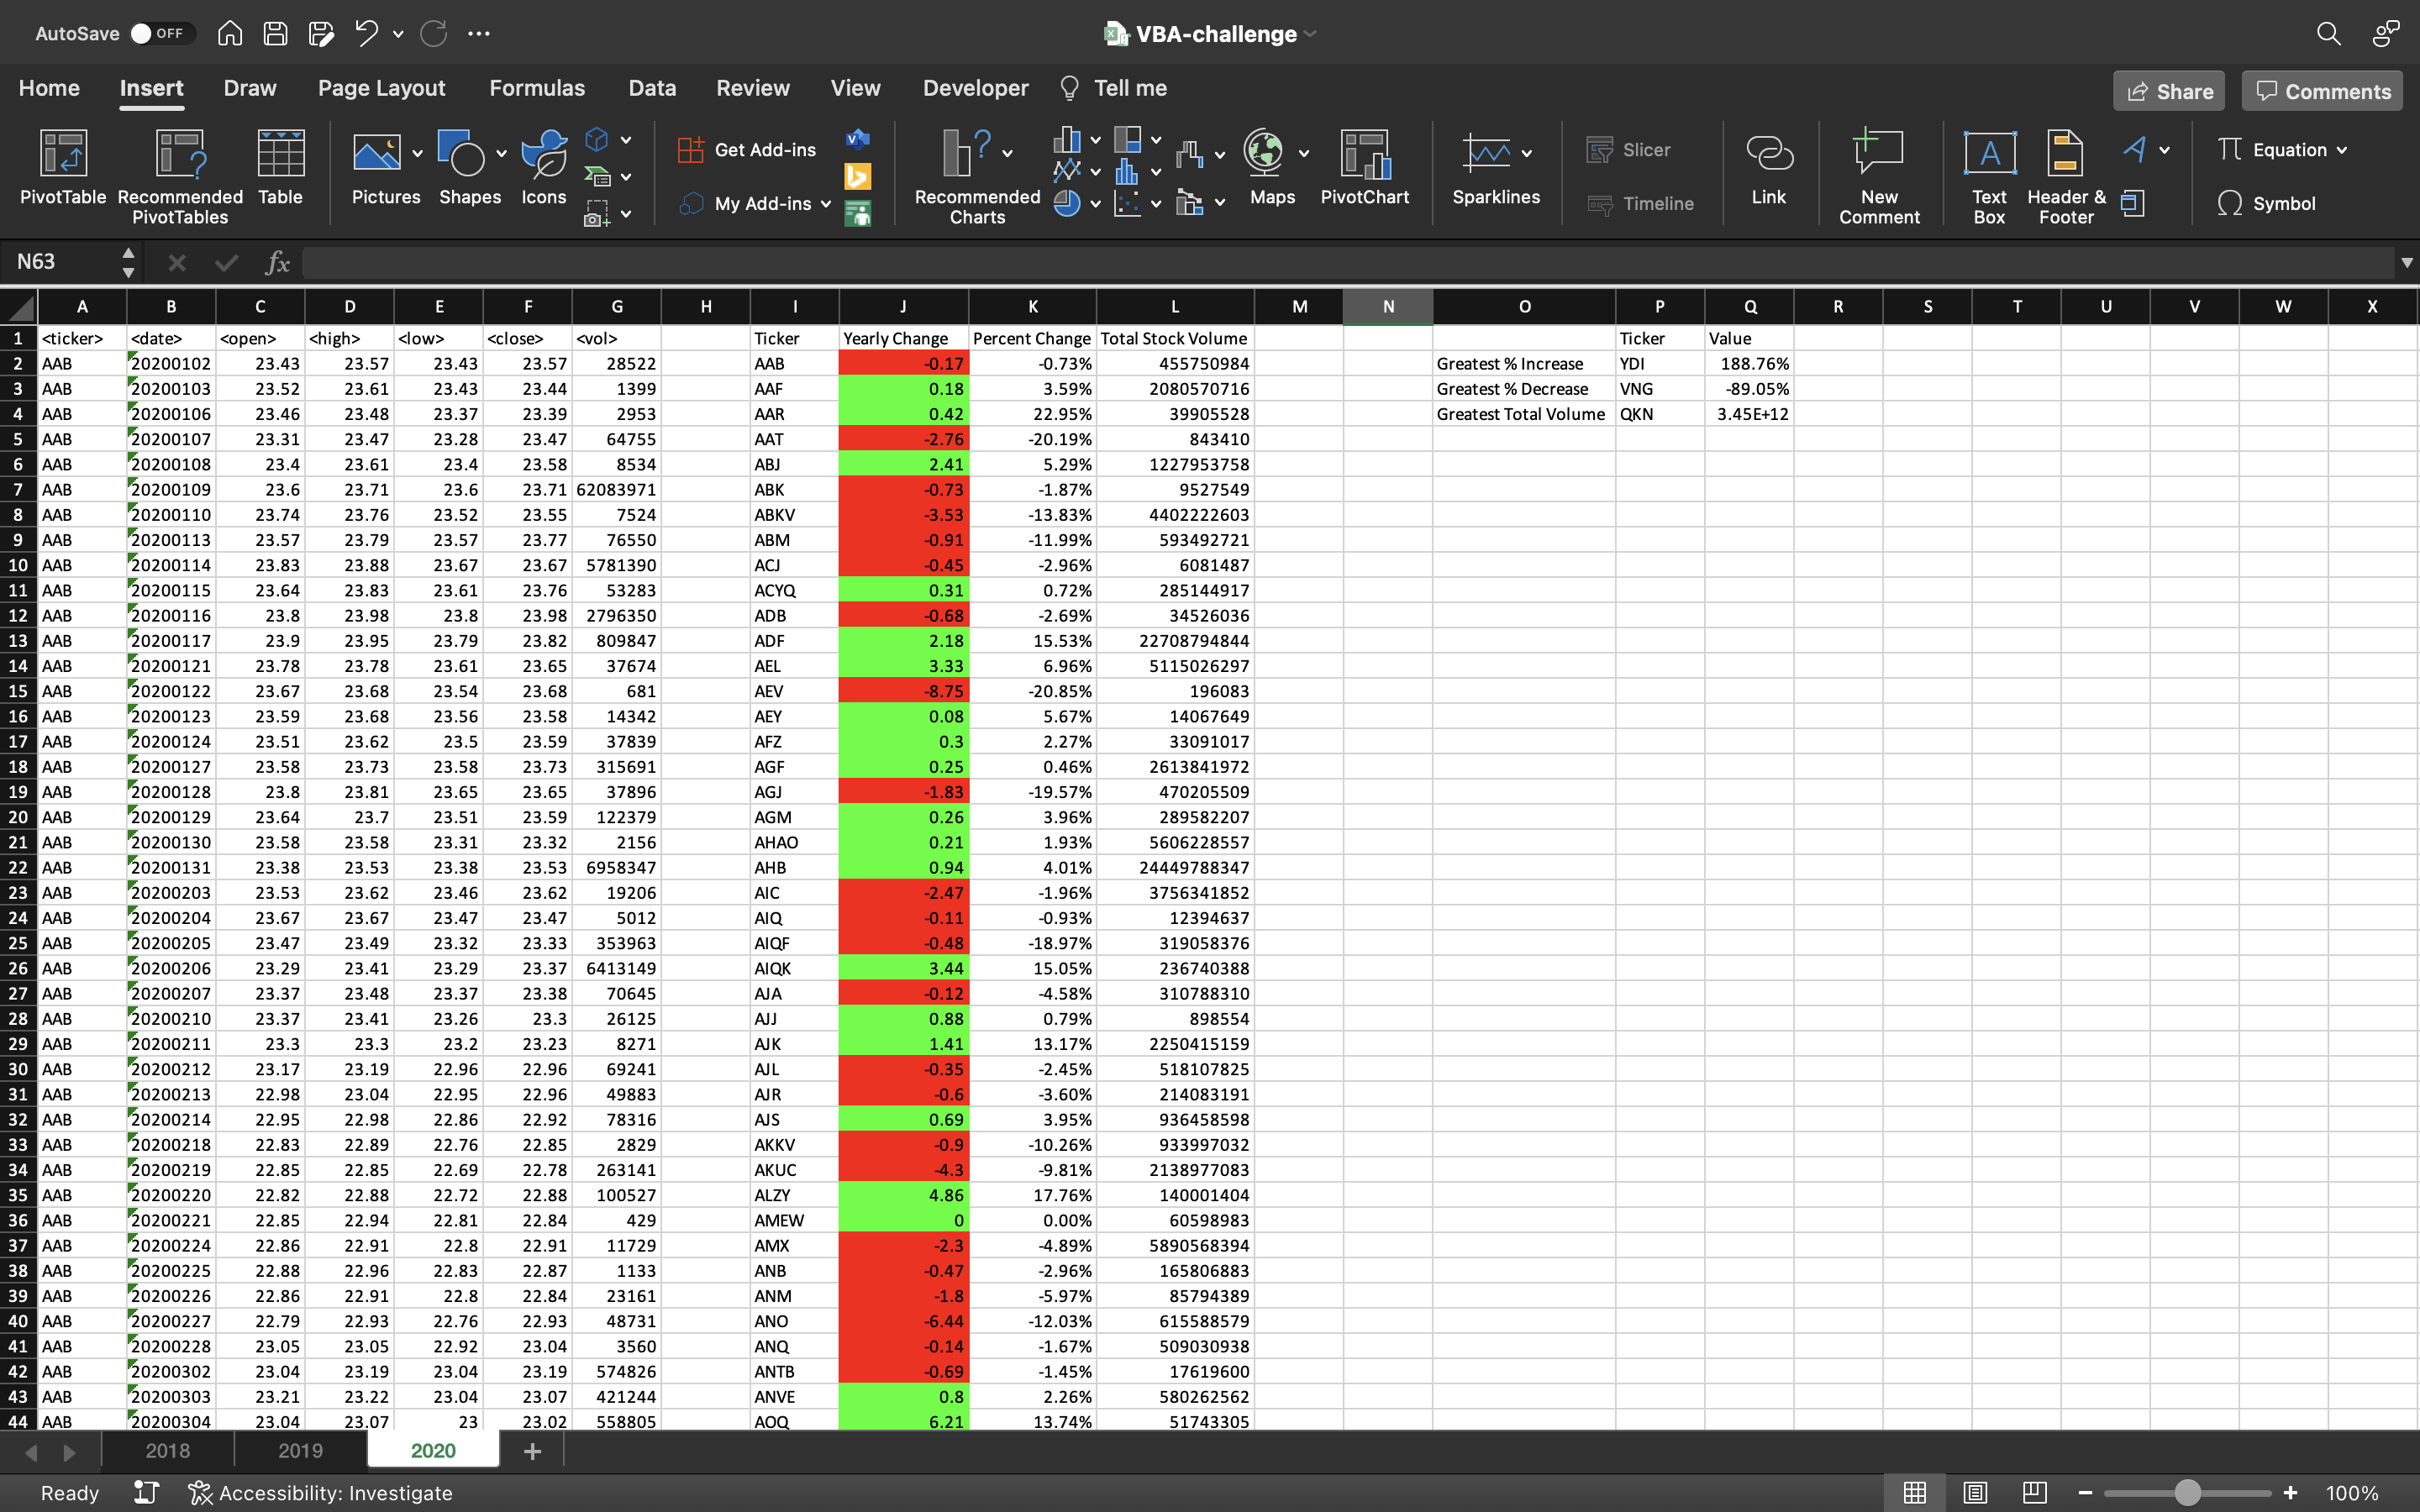 AutoSave OFF VBA-challenge
Home Insert Draw Page Layout Formulas Data Review View Developer Tell me Share Comments
PivotTable Recommended PivotTables Table Pictures Shapes Icons Get Add-ins My Add-ins Recommended Charts Maps PivotChart Sparklines Slicer Timeline Link New Comment Text Box Header & Footer Equation Symbol
N63 fx
A B C D E F G H I J K L M N O P Q R S T U V W X
1 <ticker> <date> <open> <high> <low> <close> <vol> Ticker Yearly Change Percent Change Total Stock Volume Ticker Value
2 AAB 20200102 23.43 23.57 23.43 23.57 28522 AAB -0.17 -0.73% 455750984 Greatest % Increase YDI 188.76%
3 AAB 20200103 23.52 23.61 23.43 23.44 1399 AAF 0.18 3.59% 2080570716 Greatest % Decrease VNG -89.05%
4 AAB 20200106 23.46 23.48 23.37 23.39 2953 AAR 0.42 22.95% 39905528 Greatest Total Volume QKN 3.45E+12
5 AAB 20200107 23.31 23.47 23.28 23.47 64755 AAT -2.76 -20.19% 843410
6 AAB 20200108 23.4 23.61 23.4 23.58 8534 ABJ 2.41 5.29% 1227953758
7 AAB 20200109 23.6 23.71 23.6 23.71 62083971 ABK -0.73 -1.87% 9527549
8 AAB 20200110 23.74 23.76 23.52 23.55 7524 ABKV -3.53 -13.83% 4402222603
9 AAB 20200113 23.57 23.79 23.57 23.77 76550 ABM -0.91 -11.99% 593492721
10 AAB 20200114 23.83 23.88 23.67 23.67 5781390 ACJ -0.45 -2.96% 6081487
11 AAB 20200115 23.64 23.83 23.61 23.76 53283 ACYQ 0.31 0.72% 285144917
12 AAB 20200116 23.8 23.98 23.8 23.98 2796350 ADB -0.68 -2.69% 34526036
13 AAB 20200117 23.9 23.95 23.79 23.82 809847 ADF 2.18 15.53% 22708794844
14 AAB 20200121 23.78 23.78 23.61 23.65 37674 AEL 3.33 6.96% 5115026297
15 AAB 20200122 23.67 23.68 23.54 23.68 681 AEV -8.75 -20.85% 196083
16 AAB 20200123 23.59 23.68 23.56 23.58 14342 AEY 0.08 5.67% 14067649
17 AAB 20200124 23.51 23.62 23.5 23.59 37839 AFZ 0.3 2.27% 33091017
18 AAB 20200127 23.58 23.73 23.58 23.73 315691 AGF 0.25 0.46% 2613841972
19 AAB 20200128 23.8 23.81 23.65 23.65 37896 AGJ -1.83 -19.57% 470205509
20 AAB 20200129 23.64 23.7 23.51 23.59 122379 AGM 0.26 3.96% 289582207
21 AAB 20200130 23.58 23.58 23.31 23.32 2156 AHAO 0.21 1.93% 5606228557
22 AAB 20200131 23.38 23.53 23.38 23.53 6958347 AHB 0.94 4.01% 24449788347
23 AAB 20200203 23.53 23.62 23.46 23.62 19206 AIC -2.47 -1.96% 3756341852
24 AAB 20200204 23.67 23.67 23.47 23.47 5012 AIQ -0.11 -0.93% 12394637
25 AAB 20200205 23.47 23.49 23.32 23.33 353963 AIQF -0.48 -18.97% 319058376
26 AAB 20200206 23.29 23.41 23.29 23.37 6413149 AIQK 3.44 15.05% 236740388
27 AAB 20200207 23.37 23.48 23.37 23.38 70645 AJA -0.12 -4.58% 310788310
28 AAB 20200210 23.37 23.41 23.26 23.3 26125 AJJ 0.88 0.79% 898554
29 AAB 20200211 23.3 23.3 23.2 23.23 8271 AJK 1.41 13.17% 2250415159
30 AAB 20200212 23.17 23.19 22.96 22.96 69241 AJL -0.35 -2.45% 518107825
31 AAB 20200213 22.98 23.04 22.95 22.96 49883 AJR -0.6 -3.60% 214083191
32 AAB 20200214 22.95 22.98 22.86 22.92 78316 AJS 0.69 3.95% 936458598
33 AAB 20200218 22.83 22.89 22.76 22.85 2829 AKKV -0.9 -10.26% 933997032
34 AAB 20200219 22.85 22.85 22.69 22.78 263141 AKUC -4.3 -9.81% 2138977083
35 AAB 20200220 22.82 22.88 22.72 22.88 100527 ALZY 4.86 17.76% 140001404
36 AAB 20200221 22.85 22.94 22.81 22.84 429 AMEW 0 0.00% 60598983
37 AAB 20200224 22.86 22.91 22.8 22.91 11729 AMX -2.3 -4.89% 5890568394
38 AAB 20200225 22.88 22.96 22.83 22.87 1133 ANB -0.47 -2.96% 165806883
39 AAB 20200226 22.86 22.91 22.8 22.84 23161 ANM -1.8 -5.97% 85794389
40 AAB 20200227 22.79 22.93 22.76 22.93 48731 ANO -6.44 -12.03% 615588579
41 AAB 20200228 23.05 23.05 22.92 23.04 3560 ANQ -0.14 -1.67% 509030938
42 AAB 20200302 23.04 23.19 23.04 23.19 574826 ANTB -0.69 -1.45% 17619600
43 AAB 20200303 23.21 23.22 23.04 23.07 421244 ANVE 0.8 2.26% 580262562
44 AAB 20200304 23.04 23.07 23 23.02 558805 AOQ 6.21 13.74% 51743305
2018 2019 2020 +
Ready Accessibility: Investigate 100%